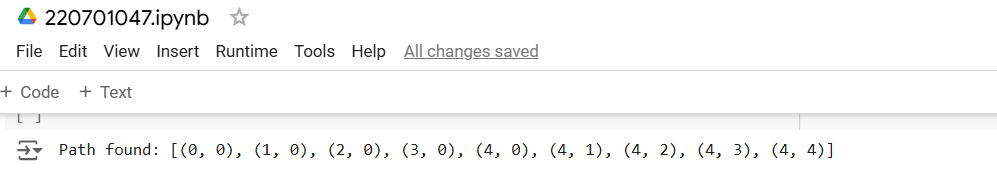 220701047.ipynb
File Edit View Insert Runtime Tools Help All changes saved
+ Code + Text
[ ]
Path found: [(0, 0), (1, 0), (2, 0), (3, 0), (4, 0), (4, 1), (4, 2), (4, 3), (4, 4)]